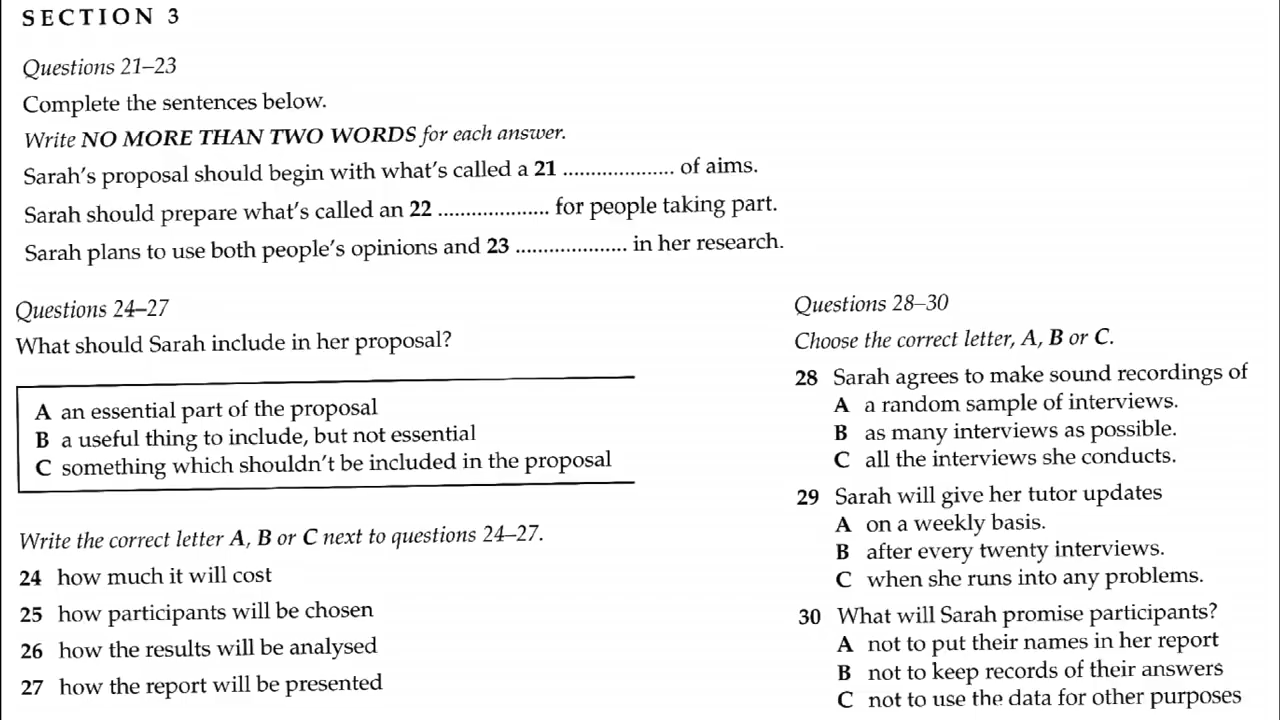 SECTION 3
Questions 21–23
Complete the sentences below.
Write NO MORE THAN TWO WORDS for each answer.
Sarah's proposal should begin with what's called a 21 .................... of aims.
Sarah should prepare what's called an 22 .................... for people taking part.
Sarah plans to use both people's opinions and 23 .................... in her research.
Questions 24–27
What should Sarah include in her proposal?
A an essential part of the proposal
B a useful thing to include, but not essential
C something which shouldn't be included in the proposal
Write the correct letter A, B or C next to questions 24–27.
24 how much it will cost
25 how participants will be chosen
26 how the results will be analysed
27 how the report will be presented
Questions 28–30
Choose the correct letter, A, B or C.
28 Sarah agrees to make sound recordings of
A a random sample of interviews.
B as many interviews as possible.
C all the interviews she conducts.
29 Sarah will give her tutor updates
A on a weekly basis.
B after every twenty interviews.
C when she runs into any problems.
30 What will Sarah promise participants?
A not to put their names in her report
B not to keep records of their answers
C not to use the data for other purposes